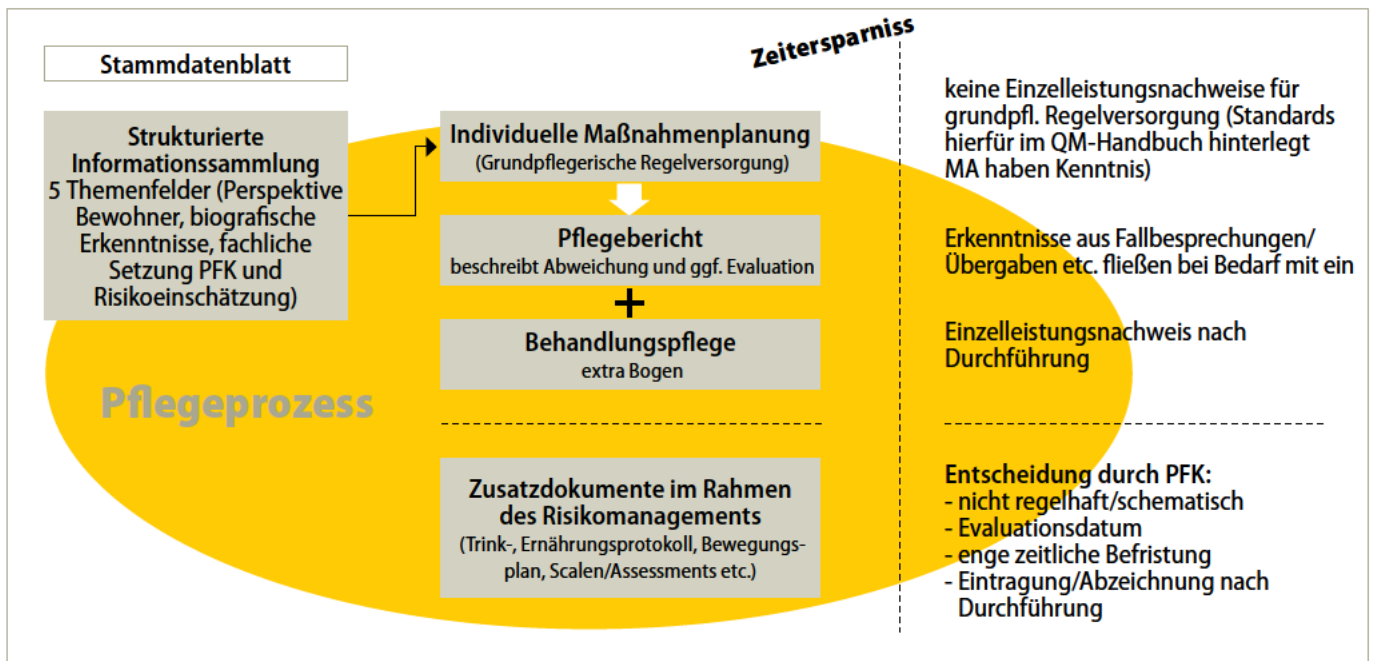 Stammdatenblatt
Strukturierte
Informationssammlung
5 Themenfelder (Perspektive
Bewohner, biografische
Erkenntnisse, fachliche
Setzung PFK und
Risikoeinschätzung)
Pflegeprozess
Individuelle Maßnahmenplanung
(Grundpflegerische Regelversorgung)
Pflegebericht
beschreibt Abweichung und ggf. Evaluation
+
Behandlungspflege
extra Bogen
Zusatzdokumente im Rahmen
des Risikomanagements
(Trink-, Ernährungsprotokoll, Bewegungs-
plan, Scalen/Assessments etc.)
Zeitersparniss
keine Einzelleistungsnachweise für
grundpfl. Regelversorgung (Standards
hierfür im QM-Handbuch hinterlegt
MA haben Kenntnis)
Erkenntnisse aus Fallbesprechungen/
Übergaben etc. fließen bei Bedarf mit ein
Einzelleistungsnachweis nach
Durchführung
Entscheidung durch PFK:
- nicht regelhaft/schematisch
- Evaluationsdatum
- enge zeitliche Befristung
- Eintragung/Abzeichnung nach
Durchführung